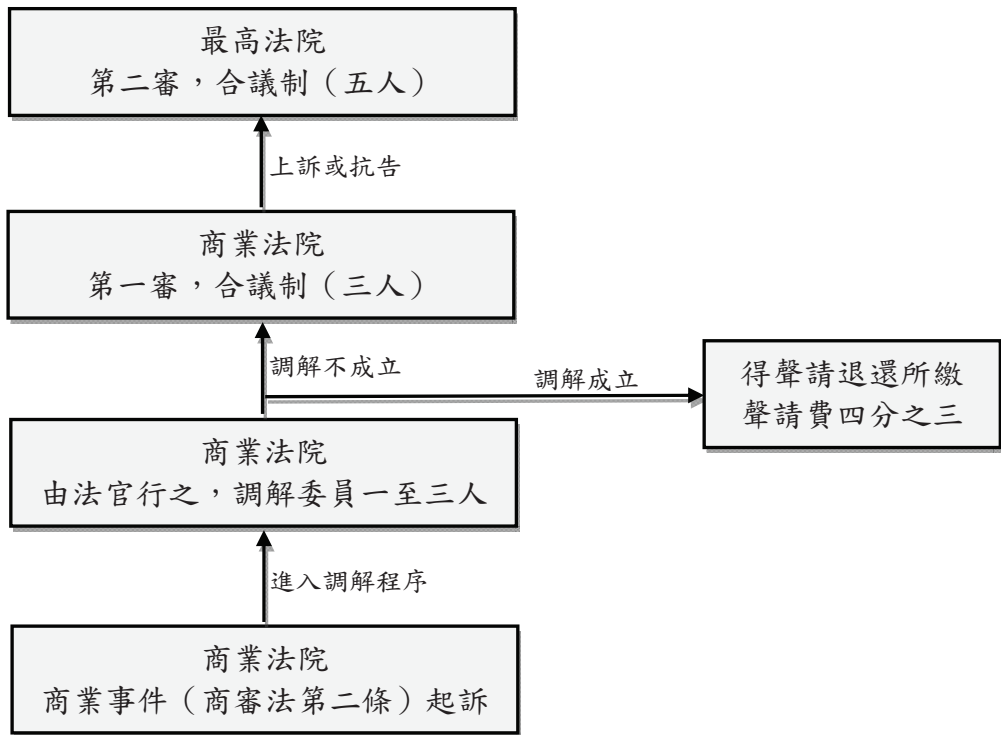 最高法院
第二審，合議制（五人）
上訴或抗告
商業法院
第一審，合議制（三人）
調解不成立
調解成立
得聲請退還所繳
聲請費四分之三
商業法院
由法官行之，調解委員一至三人
進入調解程序
商業法院
商業事件（商審法第二條）起訴